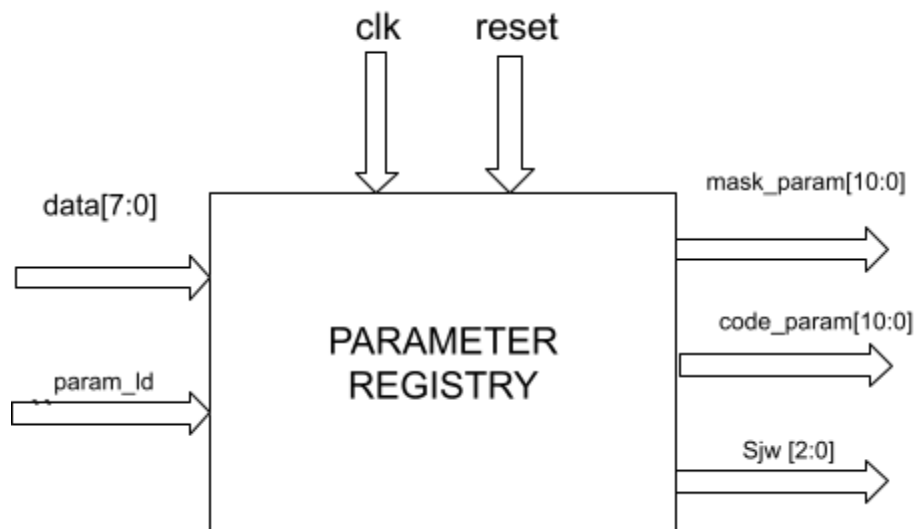 clk reset
mask_param[10:0]
data[7:0]
code_param[10:0]
PARAMETER
REGISTRY
param_ld
Sjw [2:0]